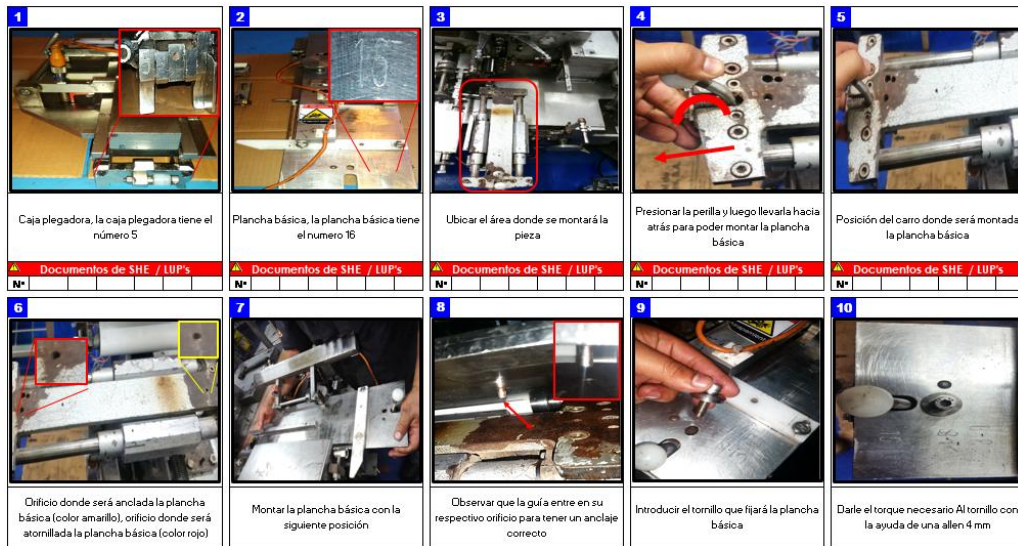 1
2
3
4
5
Caja plegadora, la caja plegadora tiene el
número 5
Plancha básica, la plancha básica tiene
el numero 16
Ubicar el área donde se montará la
pieza
Presionar la perilla y luego llevarla hacia
atrás para poder montar la plancha
básica
Posición del carro donde será montada
la plancha básica
Documentos de SHE / LUP's
Documentos de SHE / LUP's
Documentos de SHE / LUP's
Documentos de SHE / LUP's
Documentos de SHE / LUP's
N°
N°
N°
N°
N°
6
7
8
9
10
Orificio donde será anclada la plancha
básica (color amarillo), orificio donde será
atornillada la plancha básica (color rojo)
Montar la plancha básica con la
siguiente posición
Observar que la guía entre en su
respectivo orificio para tener un anclaje
correcto
Introducir el tornillo que fijará la plancha
básica
Darle el torque necesario Al tornillo con
la ayuda de una allen 4 mm